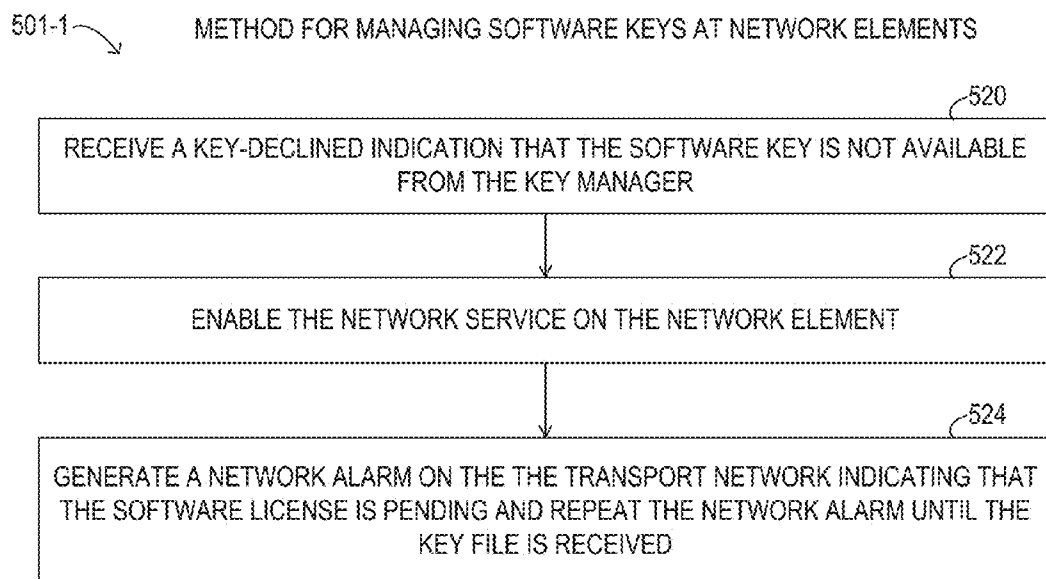 501-1
METHOD FOR MANAGING SOFTWARE KEYS AT NETWORK ELEMENTS
520
RECEIVE A KEY-DECLINED INDICATION THAT THE SOFTWARE KEY IS NOT AVAILABLE
FROM THE KEY MANAGER
522
ENABLE THE NETWORK SERVICE ON THE NETWORK ELEMENT
524
GENERATE A NETWORK ALARM ON THE THE TRANSPORT NETWORK INDICATING THAT
THE SOFTWARE LICENSE IS PENDING AND REPEAT THE NETWORK ALARM UNTIL THE
KEY FILE IS RECEIVED